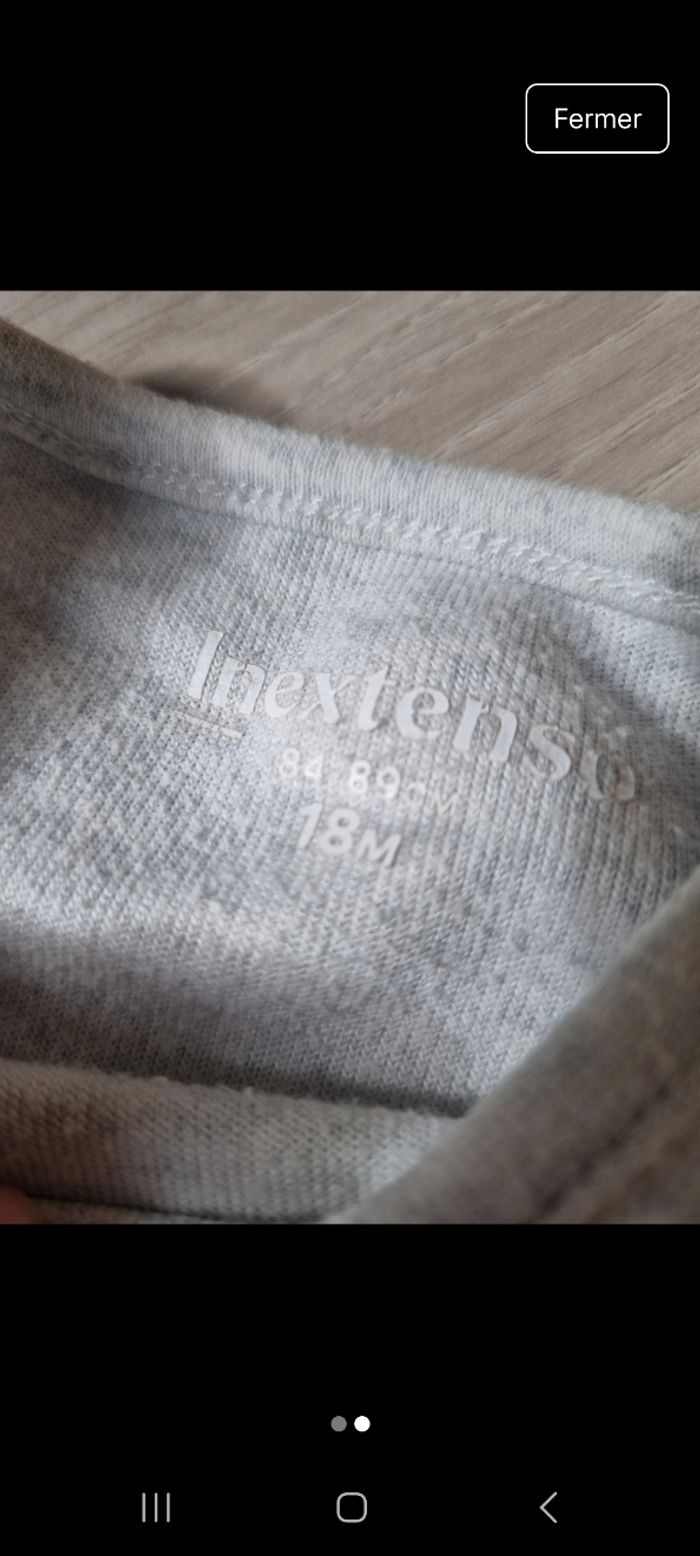 Fermer
Inextenso
84-89CM
18M